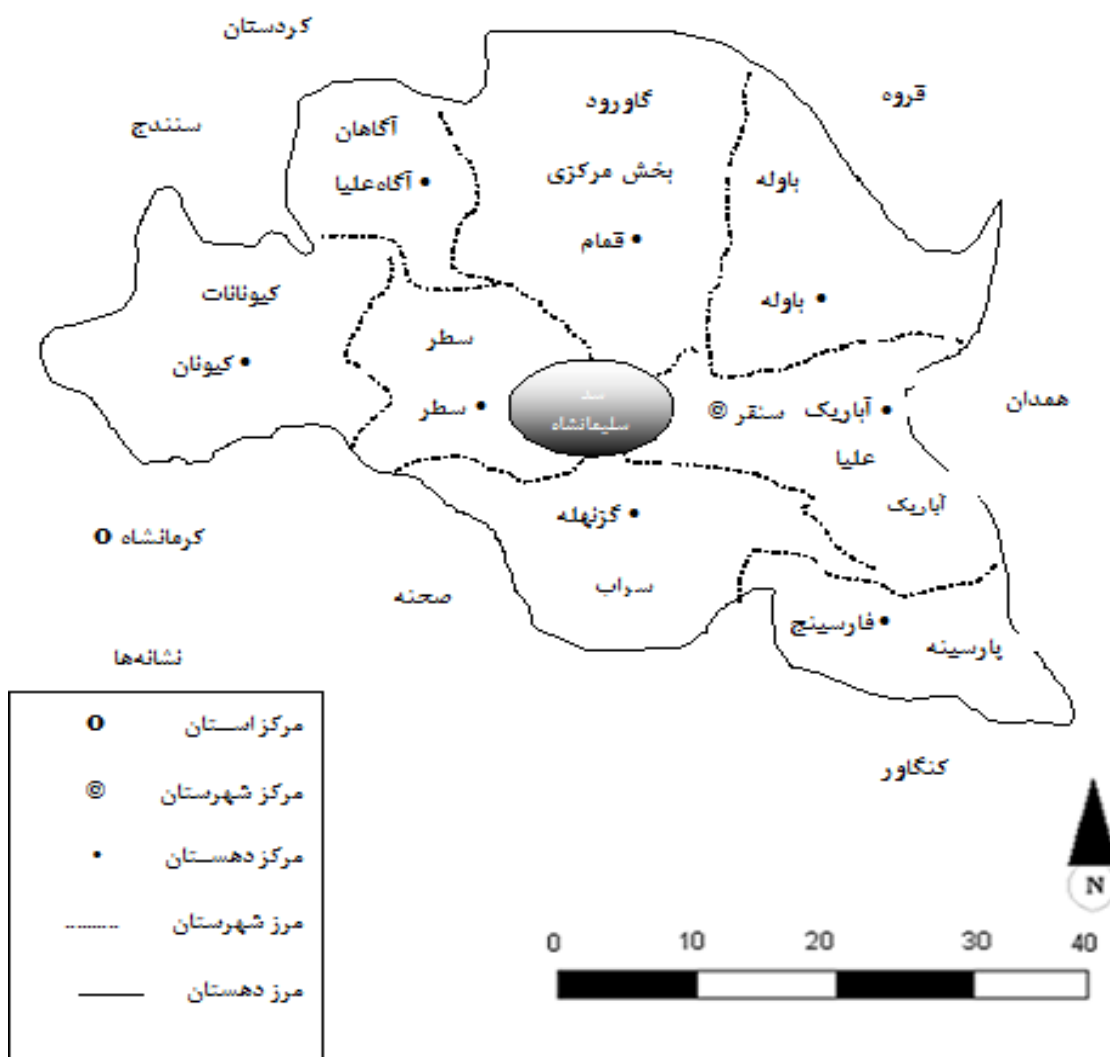 کردستان
قروه
سنندج
گاورود
آگاهان
بخش مرکزی
باوله
آگاه‌علیا
قمام
کیونانات
باوله
سطر
کیونان
سد
سلیمانشاه
سطر
سنقر
آباریک
همدان
علیا
آباریک
گزنهله
کرمانشاه
صحنه
سراب
فارسینج
پارسینه
کنگاور
نشانه‌ها
مرکز استان
مرکز شهرستان
مرکز دهستان
مرز شهرستان
مرز دهستان
N
0 10 20 30 40